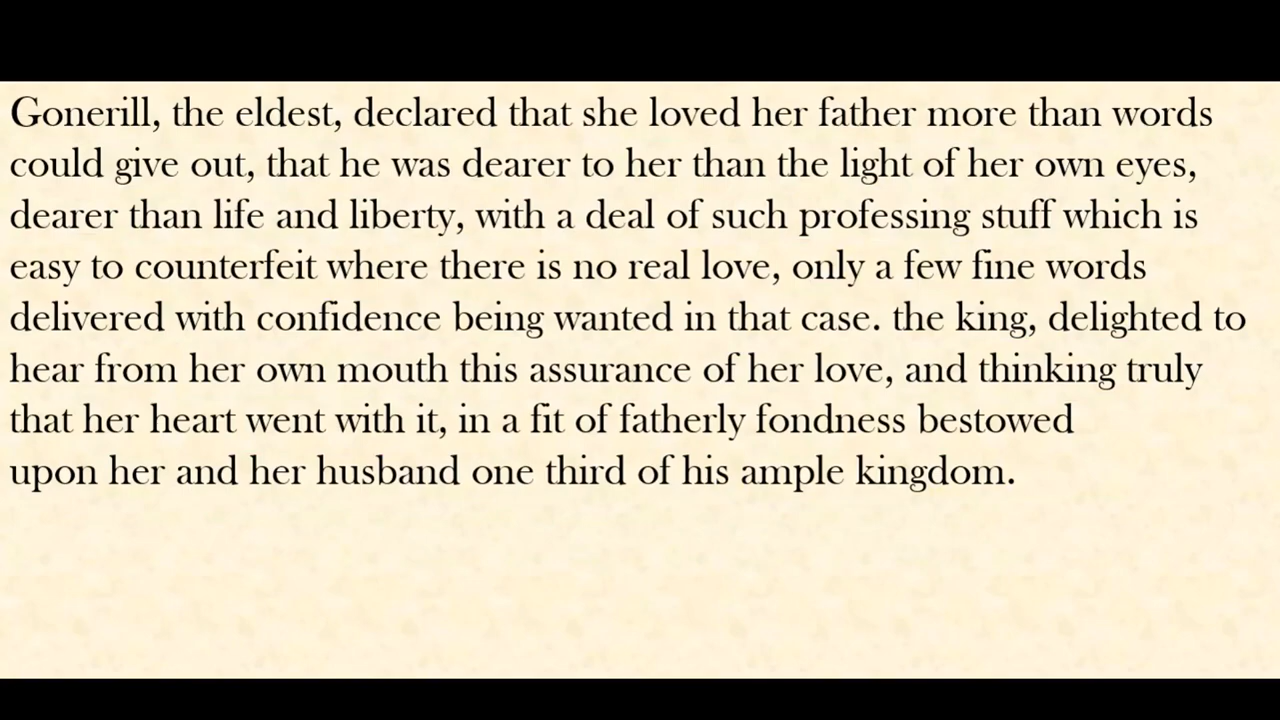 Gonerill, the eldest, declared that she loved her father more than words
could give out, that he was dearer to her than the light of her own eyes,
dearer than life and liberty, with a deal of such professing stuff which is
easy to counterfeit where there is no real love, only a few fine words
delivered with confidence being wanted in that case. the king, delighted to
hear from her own mouth this assurance of her love, and thinking truly
that her heart went with it, in a fit of fatherly fondness bestowed
upon her and her husband one third of his ample kingdom.